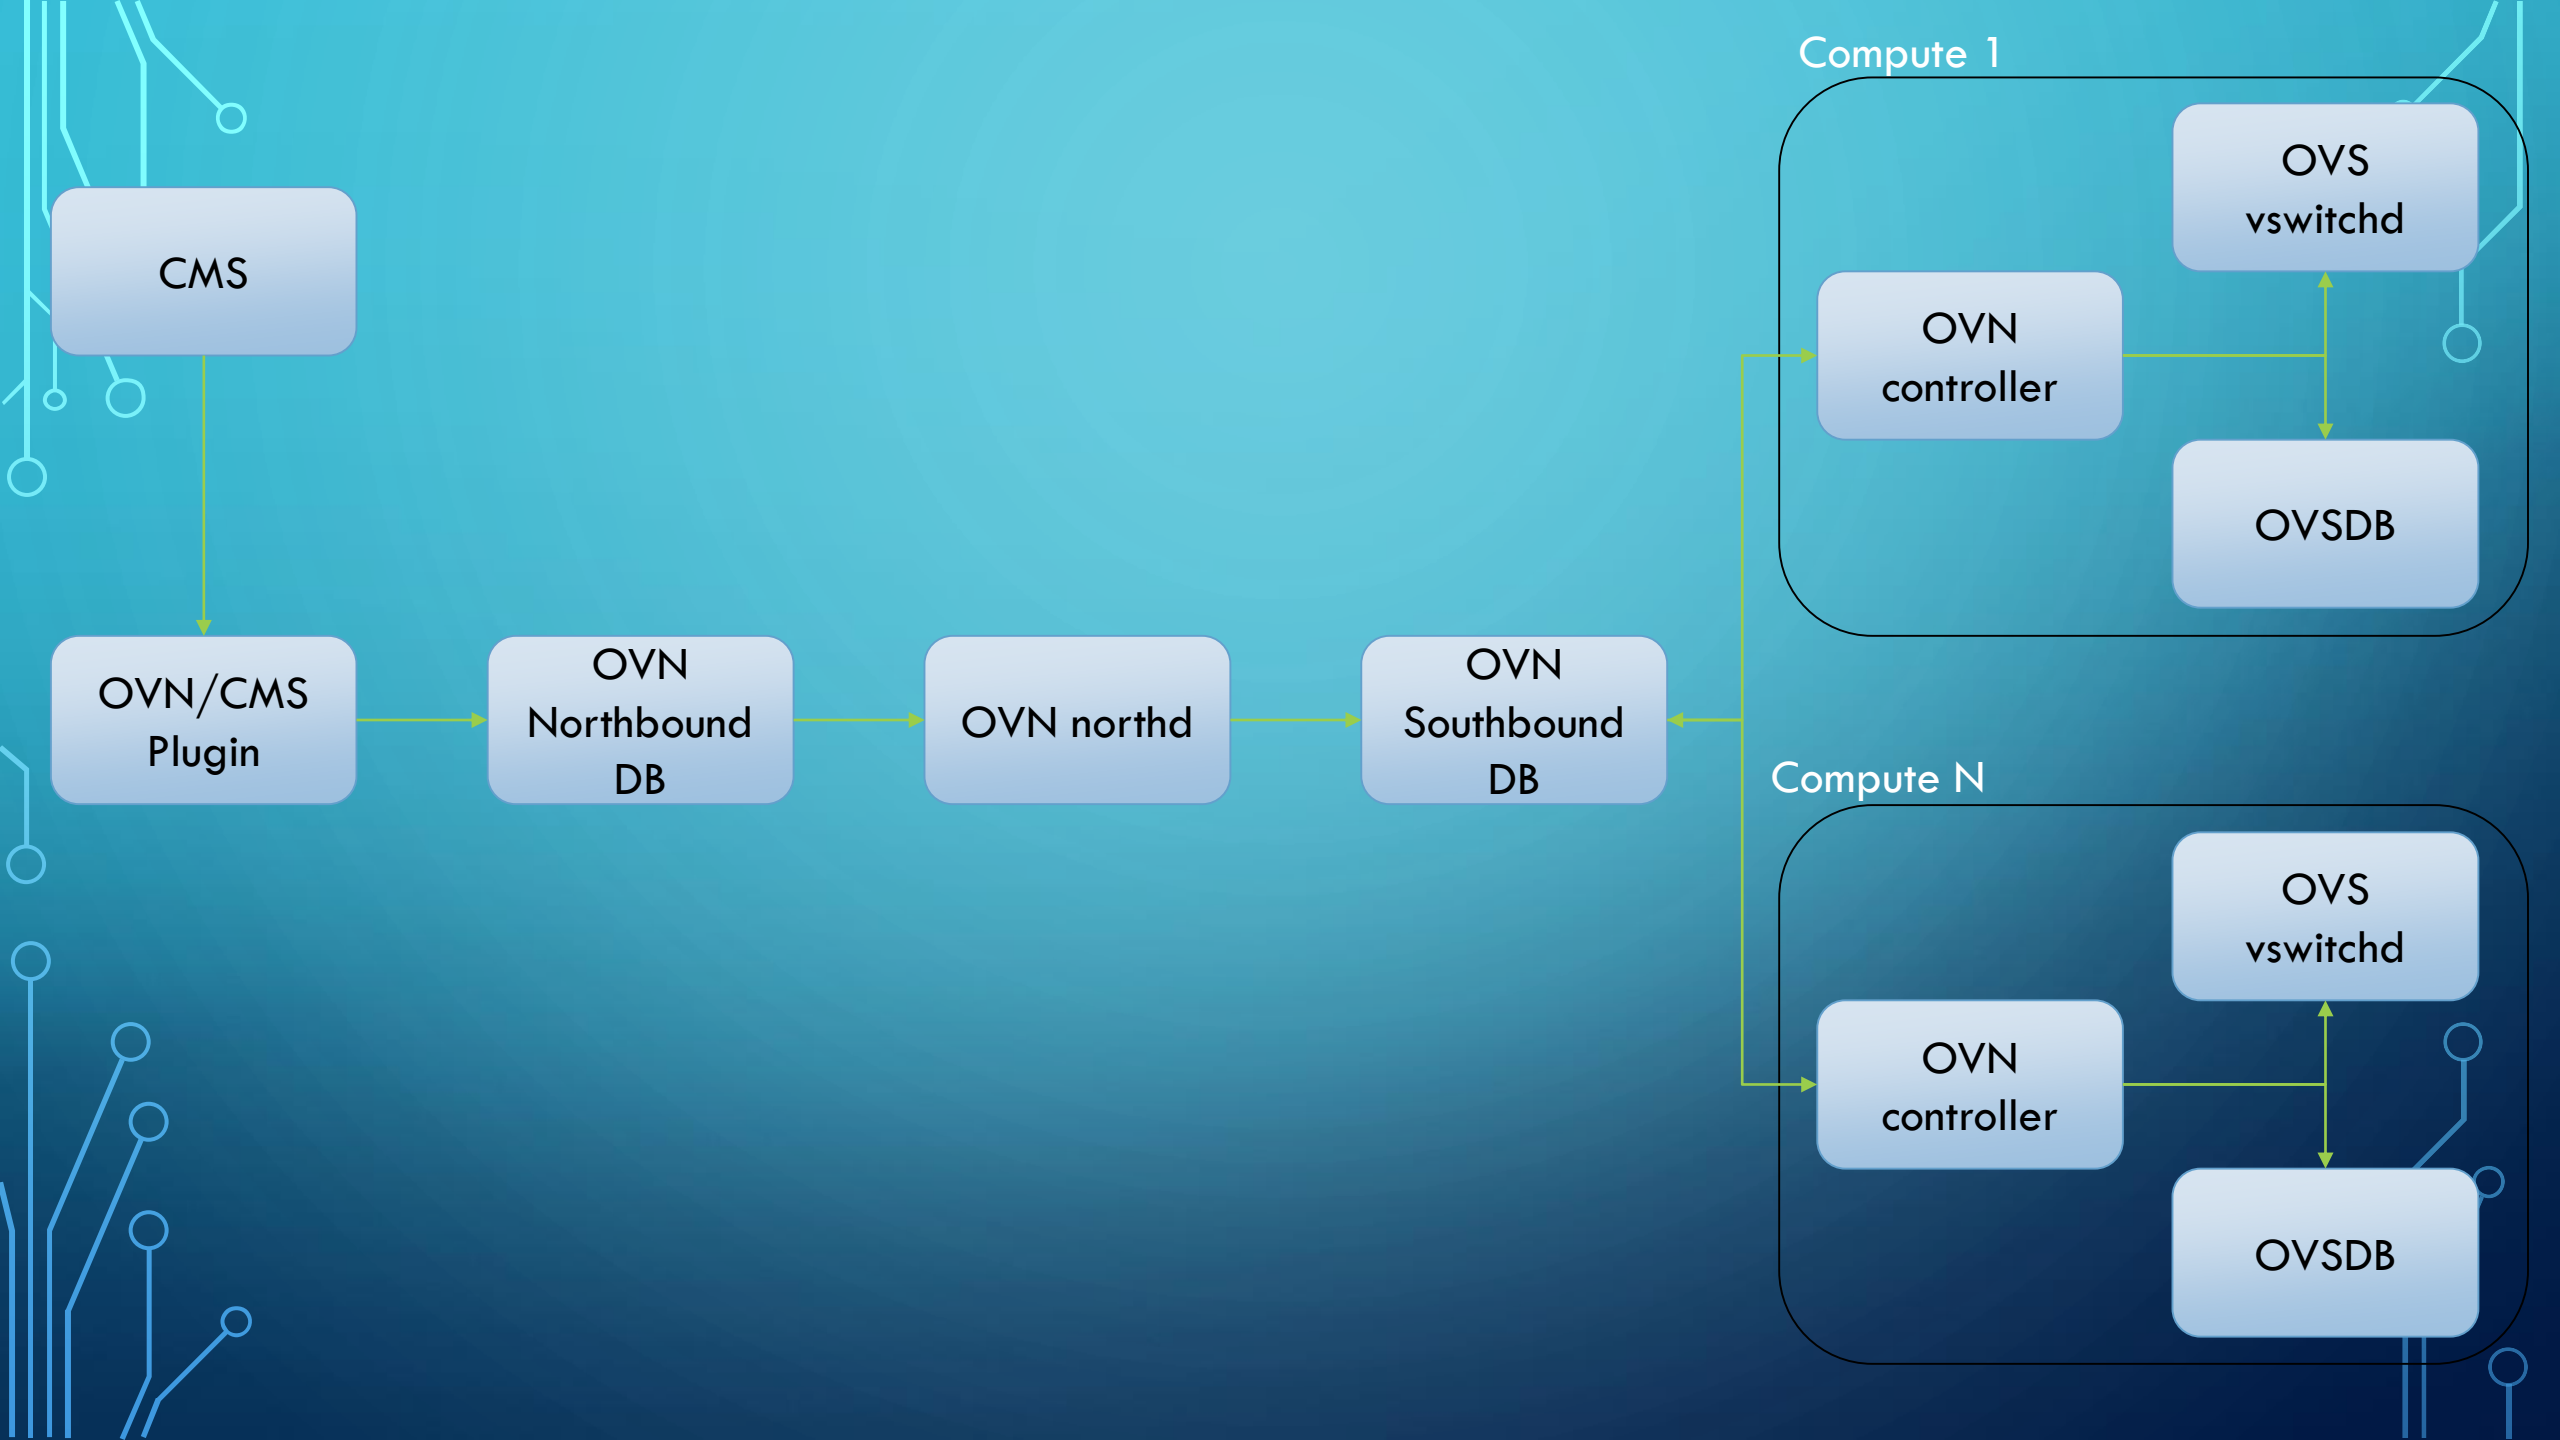 Compute 1
OVS
vswitchd
CMS
OVN
controller
OVSDB
OVN/CMS
Plugin
OVN
Northbound
DB
OVN northd
OVN
Southbound
DB
Compute N
OVS
vswitchd
OVN
controller
OVSDB